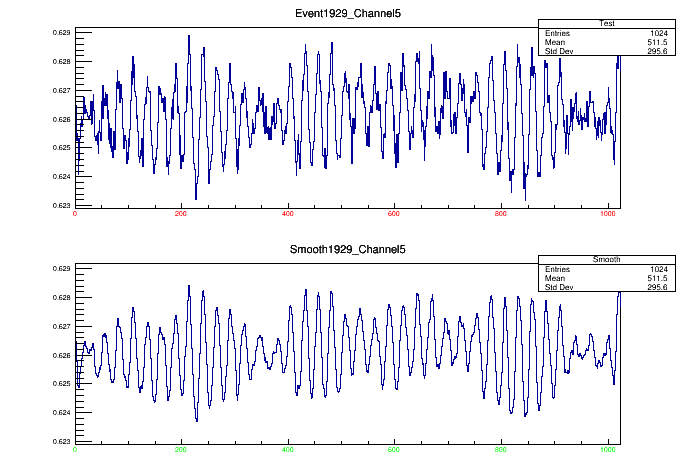 Event1929_Channel5
Test
Entries 1024
Mean 511.5
Std Dev 295.6
0.629
0.628
0.627
0.626
0.625
0.624
0.623
0 200 400 600 800 1000
Smooth1929_Channel5
Smooth
Entries 1024
Mean 511.5
Std Dev 295.6
0.629
0.628
0.627
0.626
0.625
0.624
0.623
0 200 400 600 800 1000